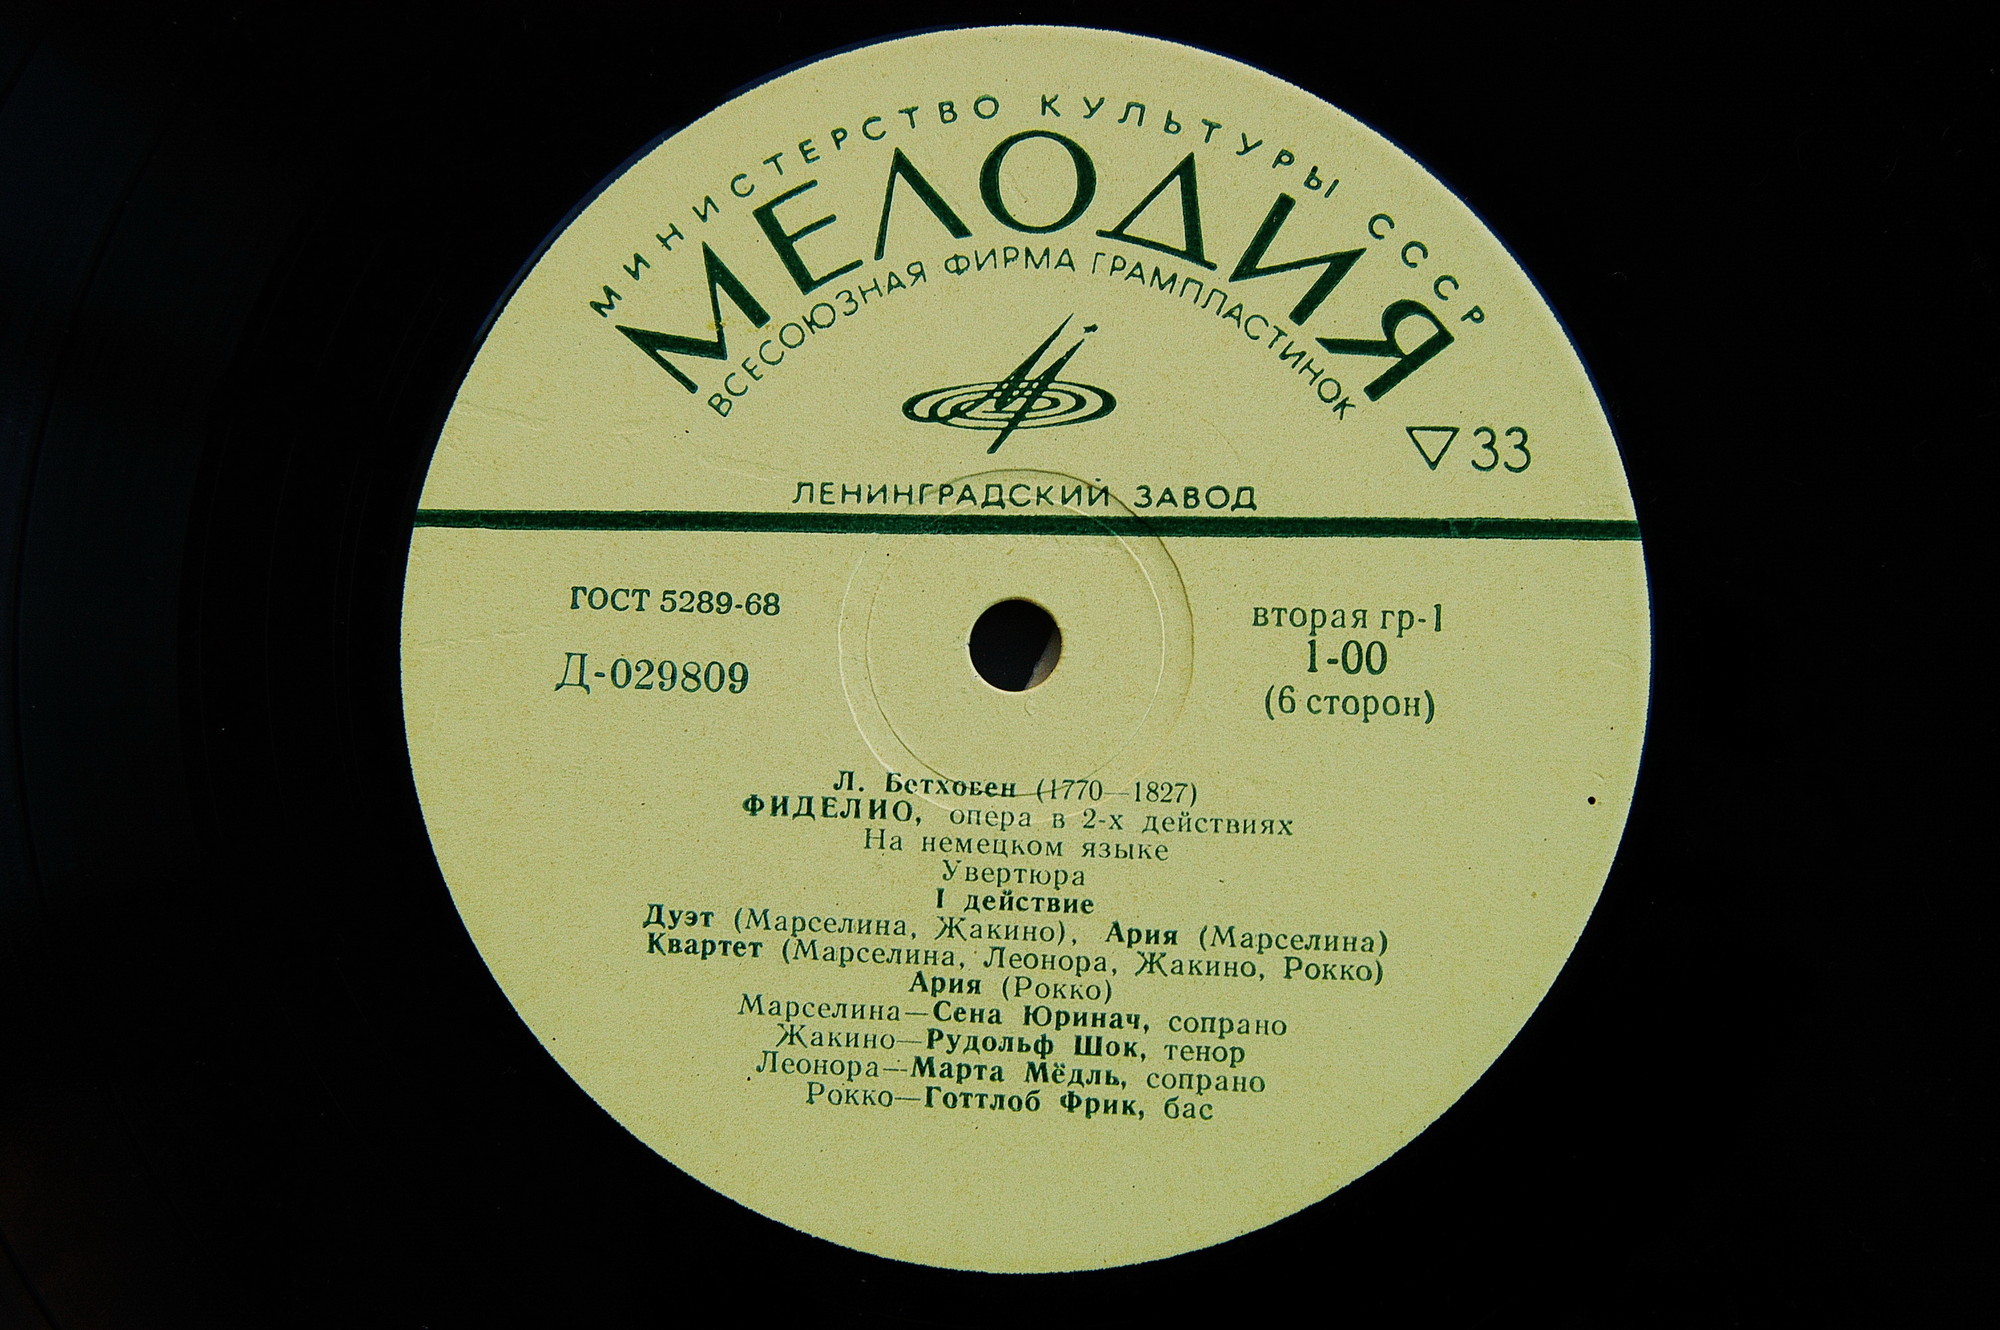 МИНИСТЕРСТВО КУЛЬТУРЫ СССР
МЕЛОДИЯ
ВСЕСОЮЗНАЯ ФИРМА ГРАМПЛАСТИНОК
▽33
ЛЕНИНГРАДСКИЙ ЗАВОД
ГОСТ 5289-68
Д-029809
вторая гр-1
1-00
(6 сторон)
Л. Бетховен (1770—1827)
ФИДЕЛИО, опера в 2-х действиях
На немецком языке
Увертюра
I действие
Дуэт (Марселина, Жакино), Ария (Марселина)
Квартет (Марселина, Леонора, Жакино, Рокко)
Ария (Рокко)
Марселина—Сена Юринач, сопрано
Жакино—Рудольф Шок, тенор
Леонора—Марта Мёдль, сопрано
Рокко—Готтлоб Фрик, бас